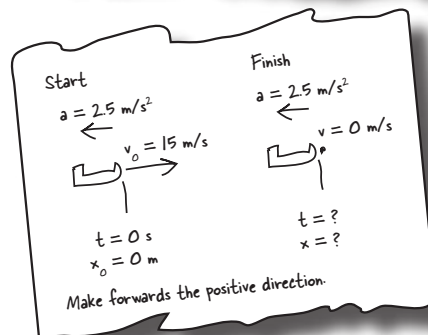 Start
a = 2.5 m/s²
v₀ = 15 m/s
t = 0 s
x₀ = 0 m
Finish
a = 2.5 m/s²
v = 0 m/s
t = ?
x = ?
Make forwards the positive direction.